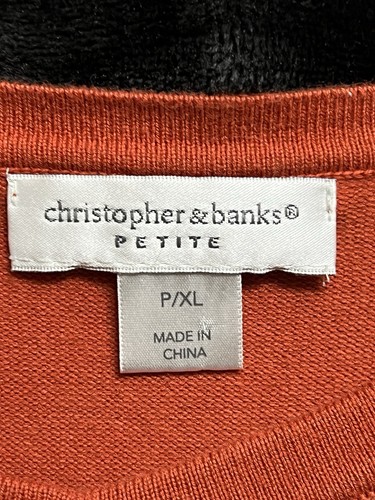 christopher & banks®
PETITE
P/XL
MADE IN
CHINA